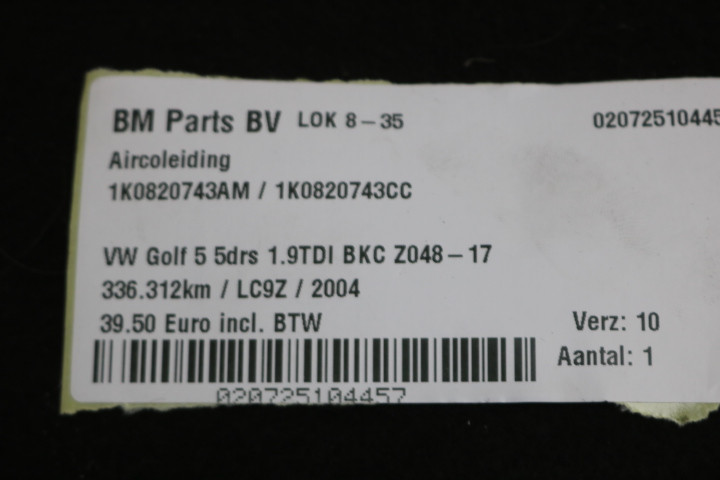 BM Parts BV LOK 8-35 02072510445
Aircoleiding
1K0820743AM / 1K0820743CC
VW Golf 5 5drs 1.9TDI BKC Z048-17
336.312km / LC9Z / 2004
39.50 Euro incl. BTW Verz: 10
Aantal: 1
020725104457